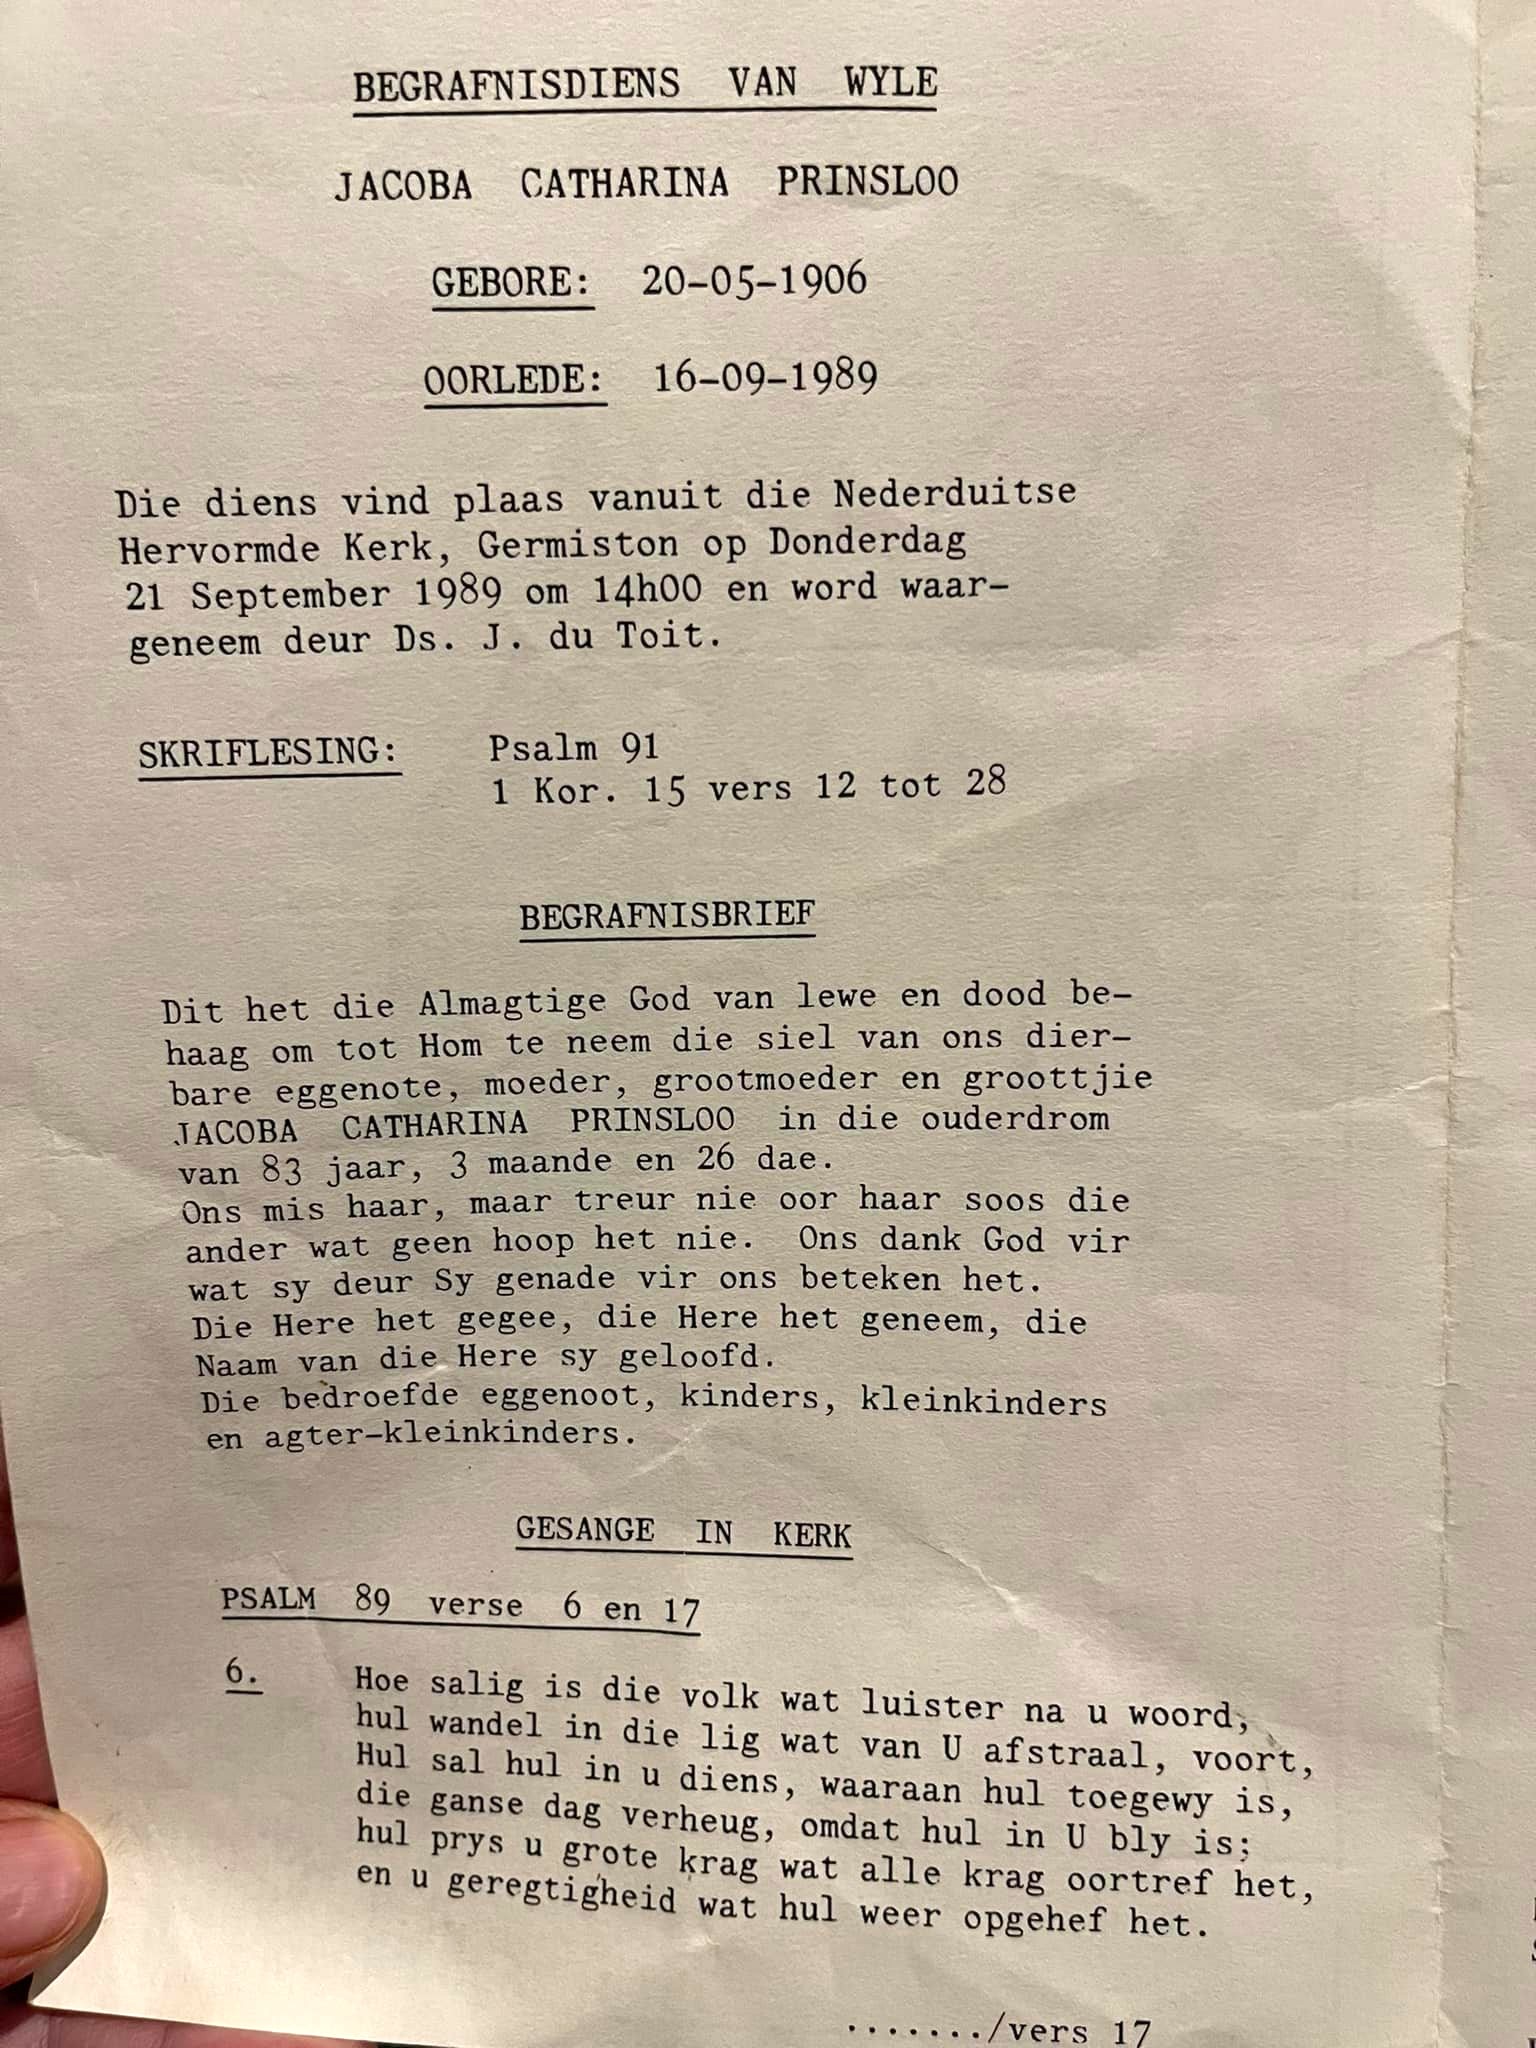 BEGRAFNISDIENS VAN WYLE
JACOBA CATHARINA PRINSLOO
GEBORE: 20-05-1906
OORLEDE: 16-09-1989
Die diens vind plaas vanuit die Nederduitse
Hervormde Kerk, Germiston op Donderdag
21 September 1989 om 14h00 en word waar-
geneem deur Ds. J. du Toit.
SKRIFLESING: Psalm 91
1 Kor. 15 vers 12 tot 28
BEGRAFNISBRIEF
Dit het die Almagtige God van lewe en dood be-
haag om tot Hom te neem die siel van ons dier-
bare eggenote, moeder, grootmoeder en groottjie
JACOBA CATHARINA PRINSLOO in die ouderdrom
van 83 jaar, 3 maande en 26 dae.
Ons mis haar, maar treur nie oor haar soos die
ander wat geen hoop het nie. Ons dank God vir
wat sy deur Sy genade vir ons beteken het.
Die Here het gegee, die Here het geneem, die
Naam van die Here sy geloofd.
Die bedroefde eggenoot, kinders, kleinkinders
en agter-kleinkinders.
GESANGE IN KERK
PSALM 89 verse 6 en 17
6. Hoe salig is die volk wat luister na u woord,
hul wandel in die lig wat van U afstraal, voort,
Hul sal hul in u diens, waaraan hul toegewy is,
die ganse dag verheug, omdat hul in U bly is;
hul prys u grote krag wat alle krag oortref het,
en u geregtigheid wat hul weer opgehef het.
......./vers 17